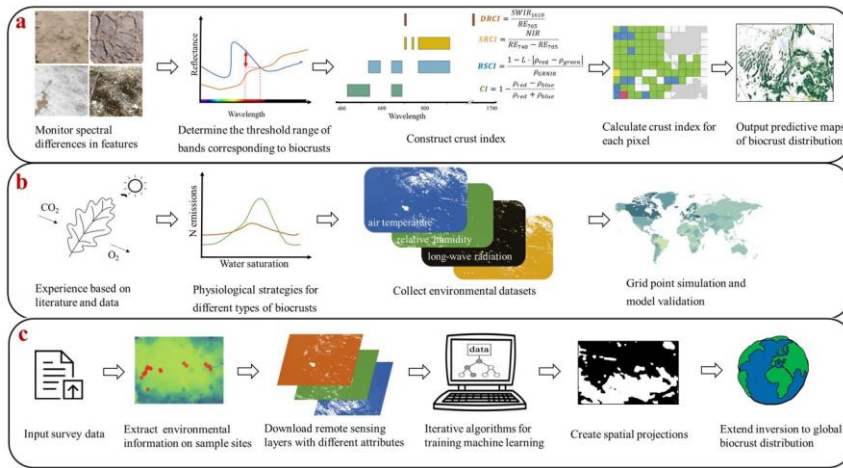 a
Reflectance
Wavelength
400
600
800
1700
Wavelength
DRCI = SWIR1610 / RE705
SRCI = NIR / RE740 − RE705
BSCI = 1 − L · |ρred − ρgreen| / ρGRNIR
CI = 1 − ρred − ρblue / ρred + ρblue
Monitor spectral
differences in features
Determine the threshold range of
bands corresponding to biocrusts
Construct crust index
Calculate crust index for
each pixel
Output predictive maps
of biocrust distribution
b
CO2
O2
N emissions
Water saturation
air temperature
relative humidity
long-wave radiation
Experience based on
literature and data
Physiological strategies for
different types of biocrusts
Collect environmental datasets
Grid point simulation and
model validation
c
data
Input survey data
Extract environmental
information on sample sites
Download remote sensing
layers with different attributes
Iterative algorithms for
training machine learning
Create spatial projections
Extend inversion to global
biocrust distribution